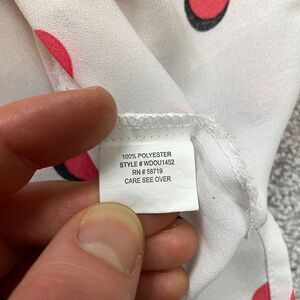 100% POLYESTER
STYLE # WDOU1452
RN # 58719
CARE SEE OVER